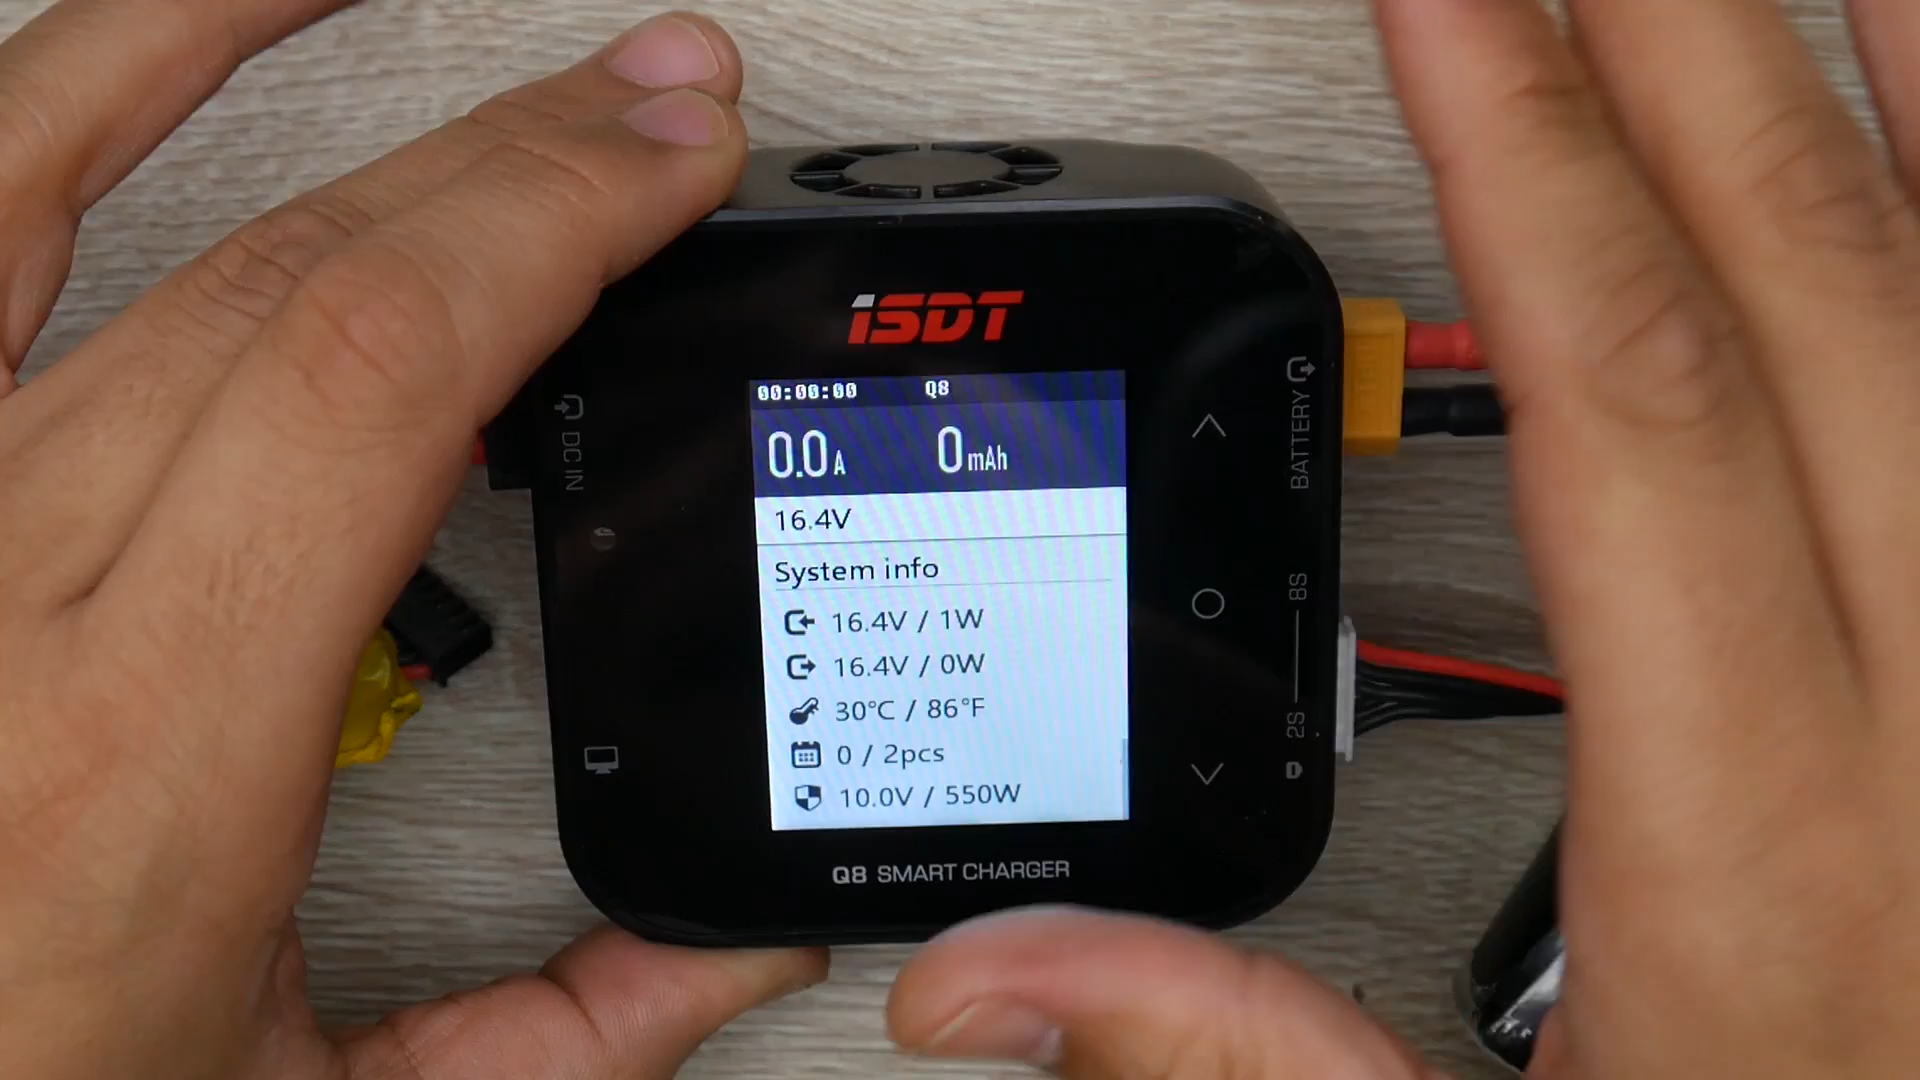 iSDT
00:00:00 Q8
0.0A 0mAh
16.4V
System info
16.4V / 1W
16.4V / 0W
30°C / 86°F
0 / 2pcs
10.0V / 550W
Q8 SMART CHARGER
DC IN
BATTERY
2S
8S